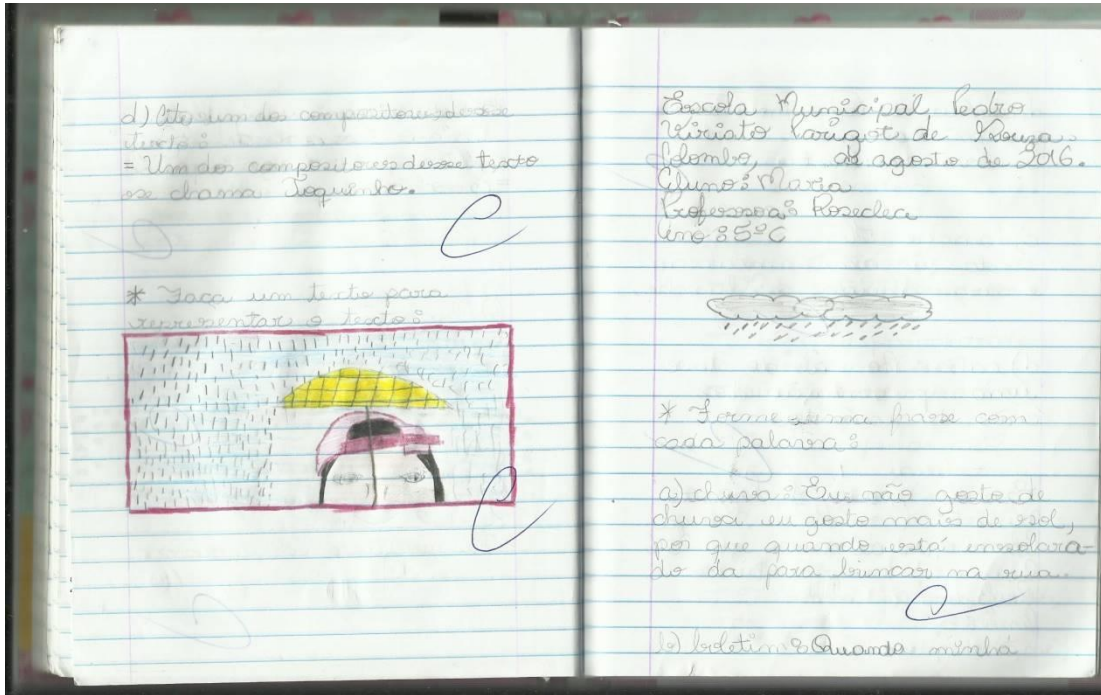 d) Cite um dos compositores desse
texto:
= Um dos compositores desse texto
se chama Toquinho.
* Faça um texto para
representar o texto:
Escola Municipal Pedro
Viriato Parigot de Souza.
Colombo, 02 agosto de 2016.
Aluno: Maria
Professora: Roseclea
Ano: 5ºC
* Forme uma frase com
cada palavra:
a) chuva: Eu não gosto de
chuva eu gosto mais de sol,
por que quando está ensolara-
do da para brincar na rua.
b) boletim: Quando minha